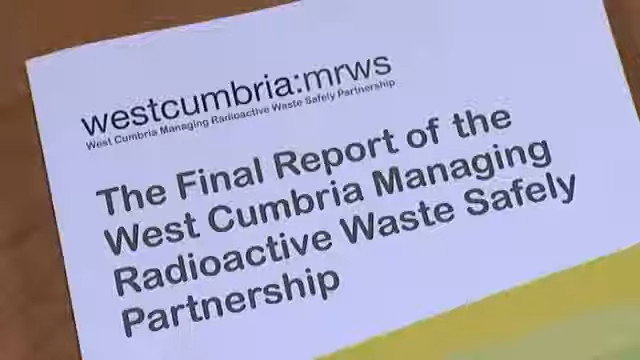 westcumbria:mrws
West Cumbria Managing Radioactive Waste Safely Partnership
The Final Report of the
West Cumbria Managing
Radioactive Waste Safely
Partnership